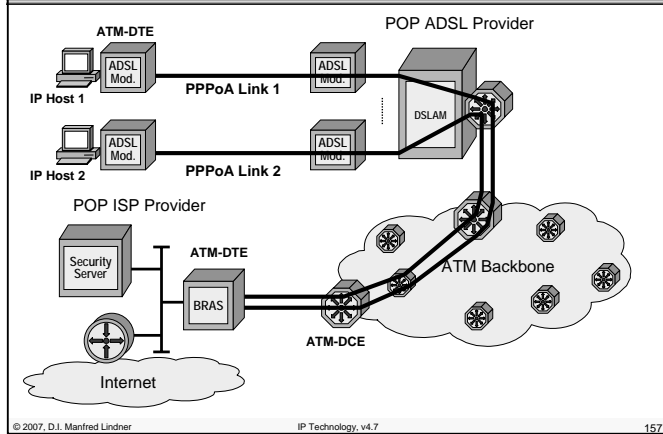 POP ADSL Provider
ATM-DTE
ADSL
Mod.
PPPoA Link 1
ADSL
Mod.
IP Host 1
DSLAM
ADSL
Mod.
PPPoA Link 2
ADSL
Mod.
IP Host 2
POP ISP Provider
Security
Server
ATM-DTE
BRAS
ATM Backbone
ATM-DCE
Internet
© 2007, D.I. Manfred Lindner
IP Technology, v4.7
157